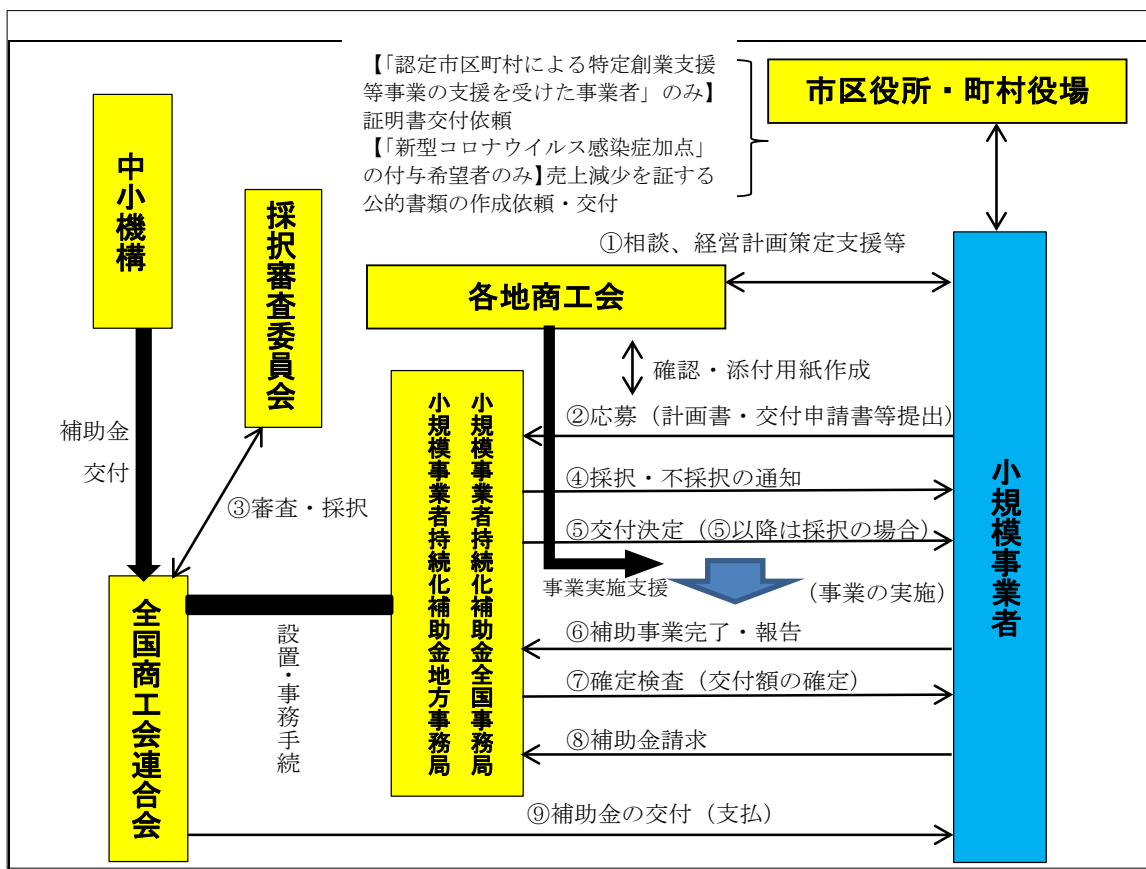 【「認定市区町村による特定創業支援
等事業の支援を受けた事業者」のみ】
証明書交付依頼
【「新型コロナウイルス感染症加点」
の付与希望者のみ】売上減少を証する
公的書類の作成依頼・交付
市区役所・町村役場
中小機構
採択審査委員会
①相談、経営計画策定支援等
各地商工会
確認・添付用紙作成
補助金
交付
③審査・採択
小規模事業者持続化補助金全国事務局
小規模事業者持続化補助金地方事務局
②応募（計画書・交付申請書等提出）
④採択・不採択の通知
⑤交付決定（⑤以降は採択の場合）
事業実施支援
（事業の実施）
小規模事業者
全国商工会連合会
設置・事務手続
⑥補助事業完了・報告
⑦確定検査（交付額の確定）
⑧補助金請求
⑨補助金の交付（支払）